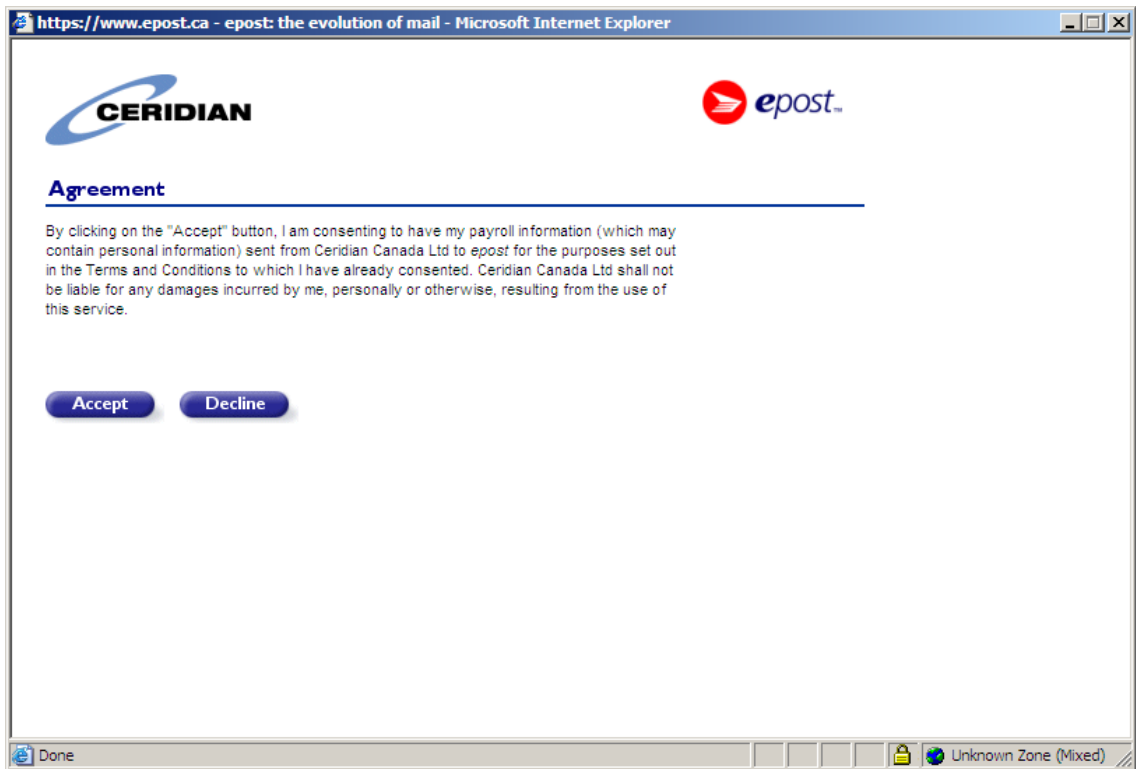 https://www.epost.ca - epost: the evolution of mail - Microsoft Internet Explorer
CERIDIAN
epost™
Agreement
By clicking on the "Accept" button, I am consenting to have my payroll information (which may
contain personal information) sent from Ceridian Canada Ltd to epost for the purposes set out
in the Terms and Conditions to which I have already consented. Ceridian Canada Ltd shall not
be liable for any damages incurred by me, personally or otherwise, resulting from the use of
this service.
Accept Decline
Done Unknown Zone (Mixed)